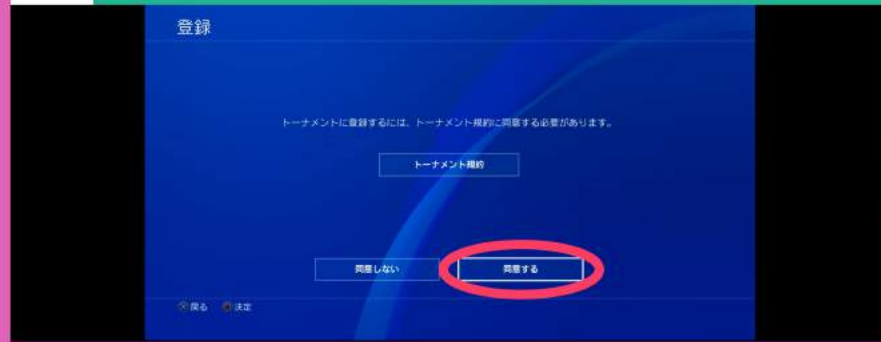 登録
トーナメントに登録するには、トーナメント規約に同意する必要があります。
トーナメント規約
同意しない
同意する
戻る 決定